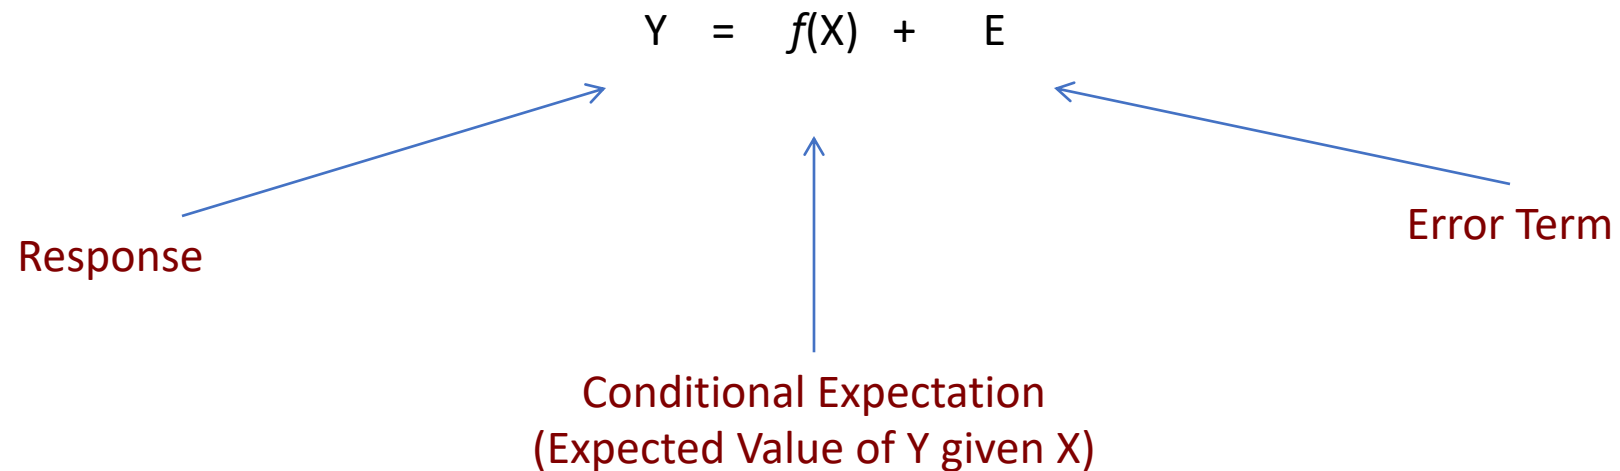 Y = f(X) + E
Response
Error Term
Conditional Expectation
(Expected Value of Y given X)